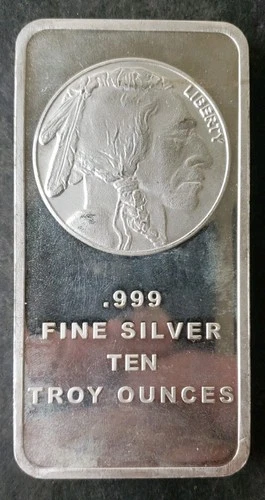 LIBERTY
.999
FINE SILVER
TEN
TROY OUNCES